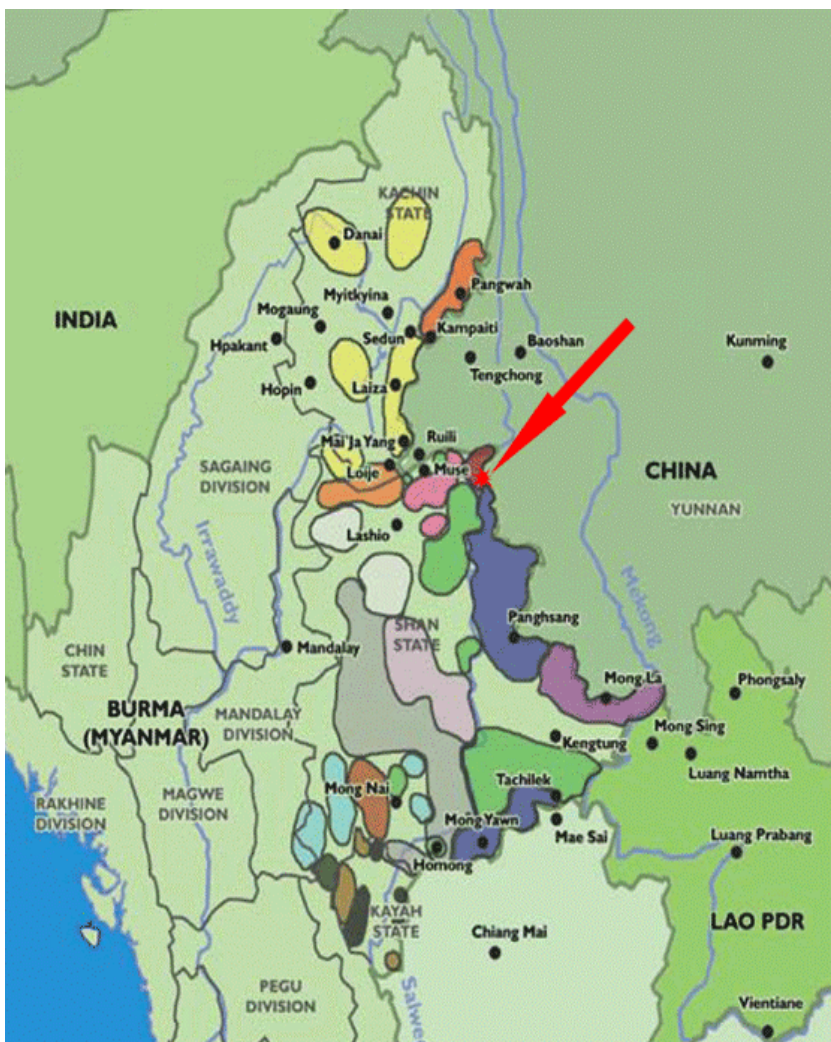 KACHIN
STATE
Danai
Pangwah
Myitkyina
Mogaung
INDIA
Sedun
Kampaiti
Baoshan
Kunming
Hpakant
Tengchong
Hopin
Laiza
Mai Ja Yang
Ruili
SAGAING
DIVISION
Loije
Muse
CHINA
YUNNAN
Lashio
Irrawaddy
Mekong
CHIN
STATE
SHAN
STATE
Panghsang
Mandalay
Mong La
Phongsaly
BURMA
(MYANMAR)
MANDALAY
DIVISION
Kengtung
Mong Sing
Luang Namtha
Tachilek
Mong Nai
RAKHINE
DIVISION
MAGWE
DIVISION
Mong Yawn
Mae Sai
Luang Prabang
Homong
KAYAH
STATE
Chiang Mai
LAO PDR
PEGU
DIVISION
Salwe
Vientiane